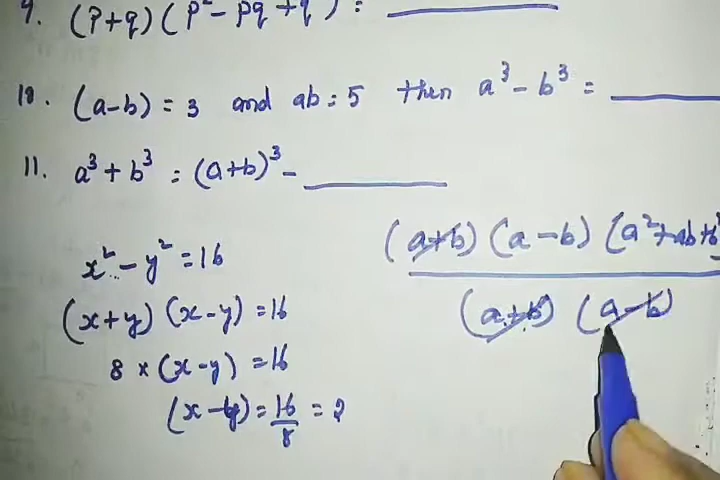 9. (p+q) (p² - pq + q²) = ______
10. (a-b) = 3 and ab = 5 then a³ - b³ = ______
11. a³ + b³ = (a+b)³ - ______
x² - y² = 16
(x+y) (x-y) = 16
8 × (x-y) = 16
(x-y) = 16/8 = 2
(a+b) (a-b) (a²+ab+b²
(a+b) (a-b)